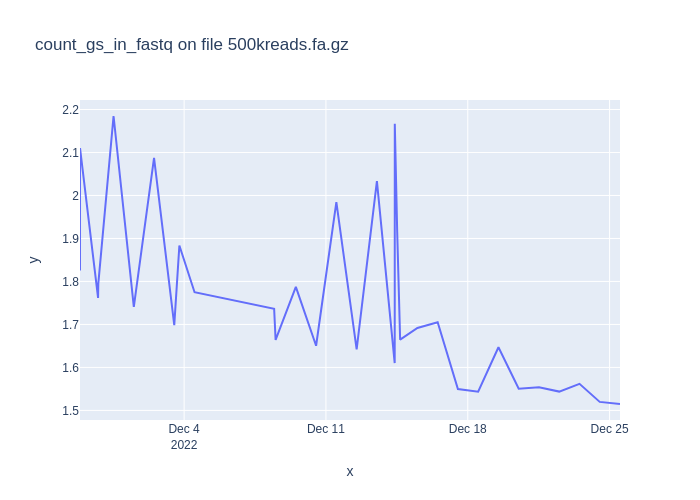 count_gs_in_fastq on file 500kreads.fa.gz
2.2
2.1
2
1.9
1.8
1.7
1.6
1.5
y
Dec 4
2022
Dec 11
Dec 18
Dec 25
x